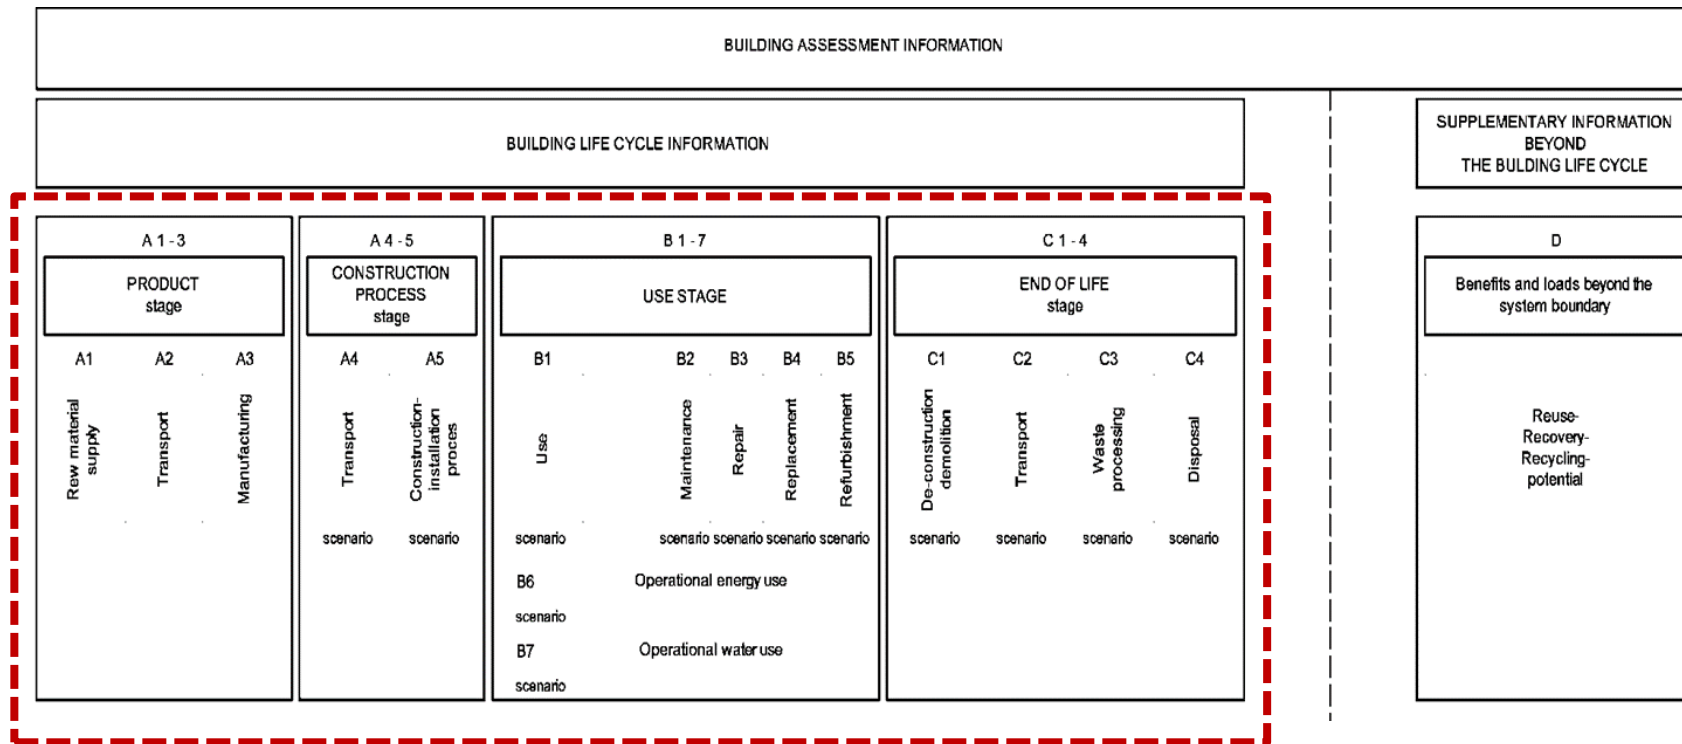 BUILDING ASSESSMENT INFORMATION
BUILDING LIFE CYCLE INFORMATION
SUPPLEMENTARY INFORMATION
BEYOND
THE BULDING LIFE CYCLE
A 1 - 3
PRODUCT
stage
A1
A2
A3
Rew material
supply
Transport
Manufacturing
A 4 - 5
CONSTRUCTION
PROCESS
stage
A4
A5
Transport
Construction-
installation
proces
scenario
scenario
B 1 - 7
USE STAGE
B1
B2
B3
B4
B5
Use
Maintenance
Repair
Replacement
Refurbishment
scenario
scenario
scenario
scenario
scenario
B6
Operational energy use
scenario
B7
Operational water use
scenario
C 1 - 4
END OF LIFE
stage
C1
C2
C3
C4
De-construction
demolition
Transport
Waste
processing
Disposal
scenario
scenario
scenario
scenario
D
Benefits and loads beyond the
system boundary
Reuse-
Recovery-
Recycling-
potential